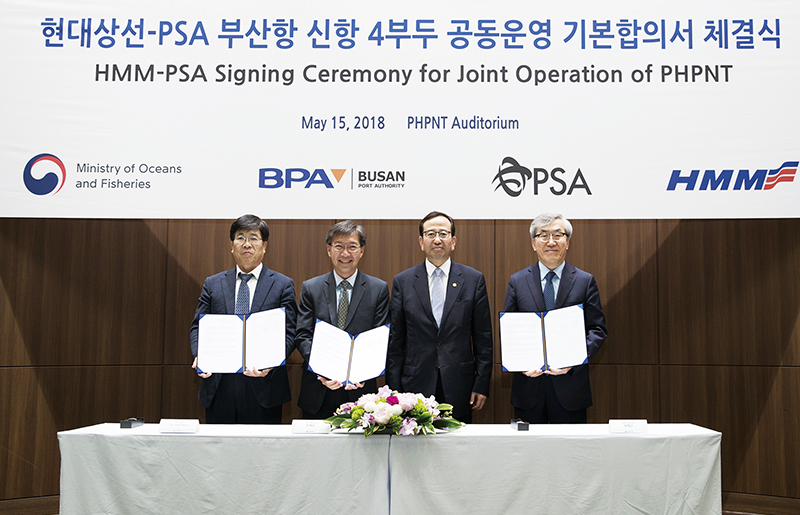 현대상선-PSA 부산항 신항 4부두 공동운영 기본합의서 체결식
HMM-PSA Signing Ceremony for Joint Operation of PHPNT
May 15, 2018 PHPNT Auditorium
Ministry of Oceans
and Fisheries
BPA BUSAN
PORT AUTHORITY
PSA
HMM